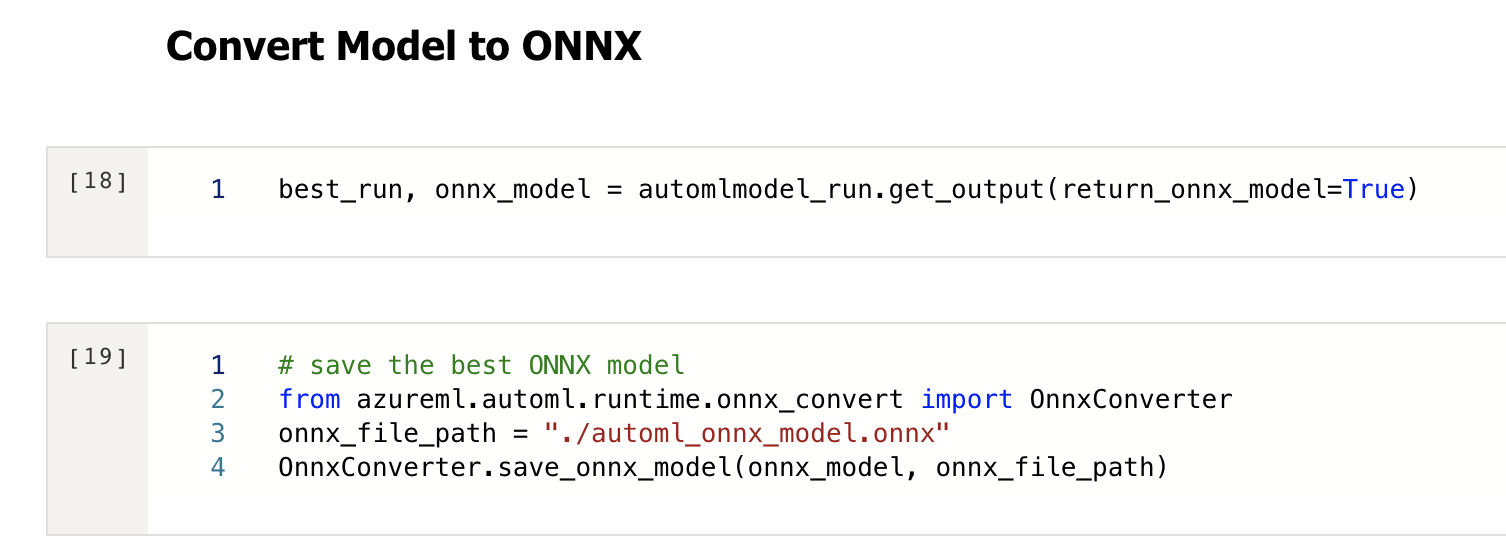 Convert Model to ONNX
[18]
1 best_run, onnx_model = automlmodel_run.get_output(return_onnx_model=True)
[19]
1 # save the best ONNX model
2 from azureml.automl.runtime.onnx_convert import OnnxConverter
3 onnx_file_path = "./automl_onnx_model.onnx"
4 OnnxConverter.save_onnx_model(onnx_model, onnx_file_path)